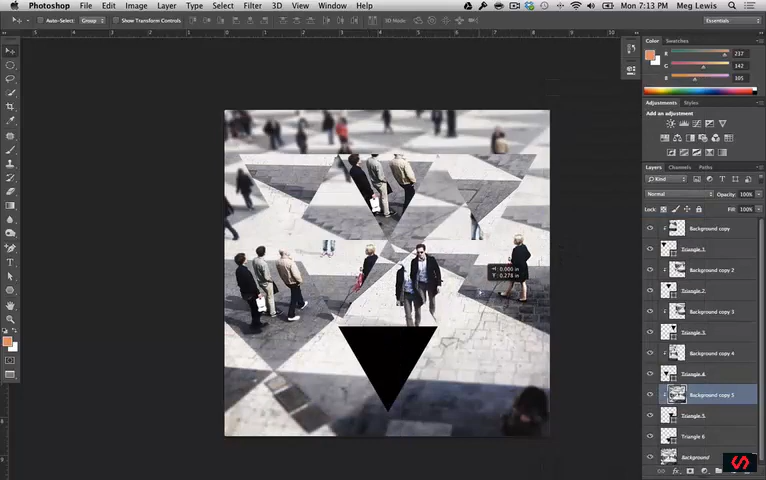 Photoshop File Edit Image Layer Type Select Filter 3D View Window Help Mon 7:13 PM Meg Lewis
Auto-Select: Group Show Transform Controls 3D Mode: Essentials
Color Swatches
R 237
G 142
B 105
Adjustments Styles
Add an adjustment
Layers Channels Paths
Kind
Normal Opacity: 100%
Lock: Fill: 100%
Background copy
Triangle 1
Background copy 2
Triangle 2
Background copy 3
Triangle 3
Background copy 4
Triangle 4
Background copy 5
Triangle 5
Triangle 6
Background
0.000 in
Y: 0.278 in